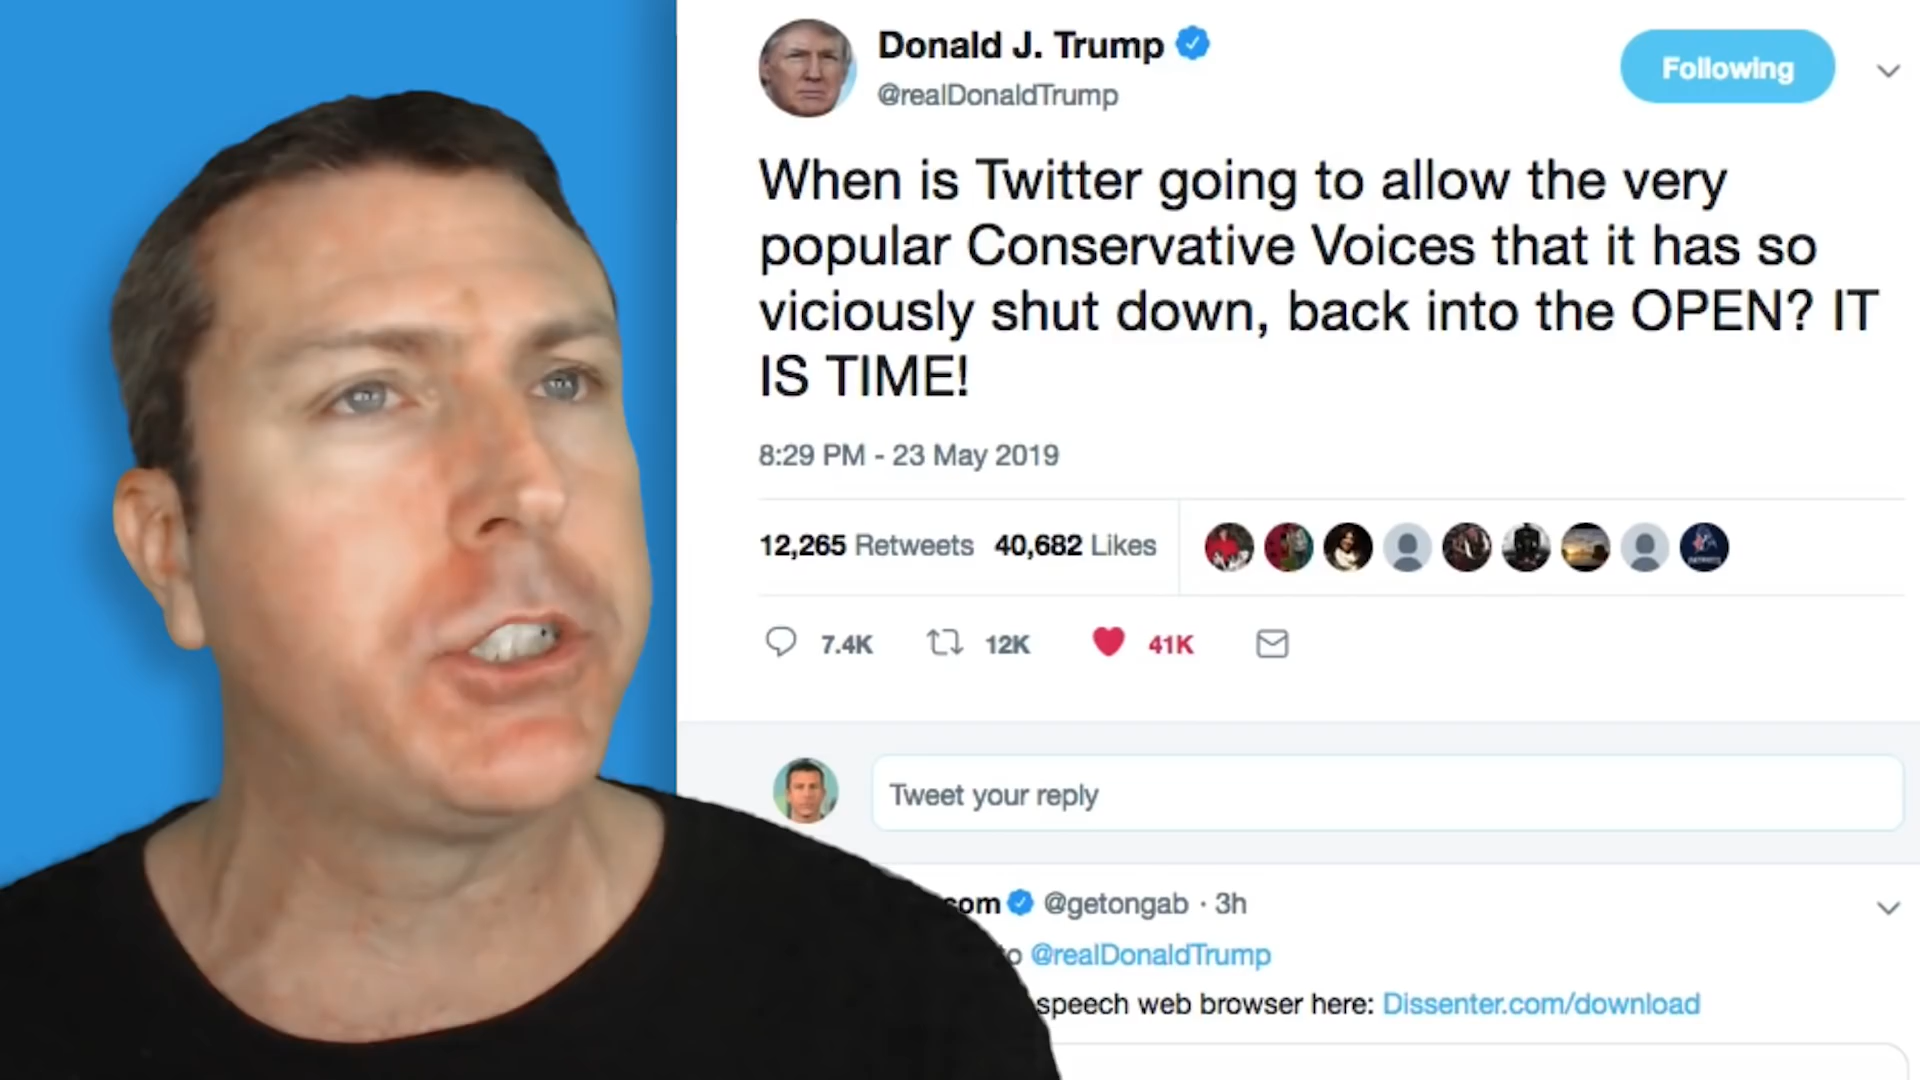 Donald J. Trump
@realDonaldTrump
Following
When is Twitter going to allow the very
popular Conservative Voices that it has so
viciously shut down, back into the OPEN? IT
IS TIME!
8:29 PM - 23 May 2019
12,265 Retweets 40,682 Likes
7.4K 12K 41K
Tweet your reply
com @getongab · 3h
to @realDonaldTrump
speech web browser here: Dissenter.com/download